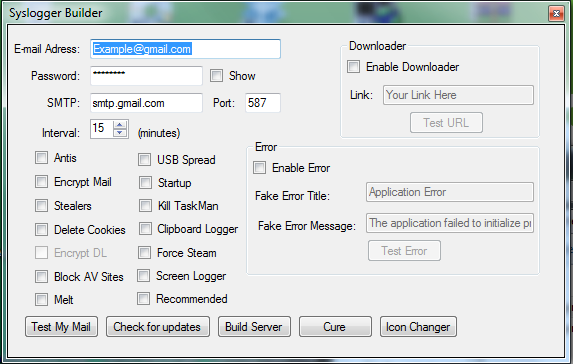 Syslogger Builder
E-mail Adress: Example@gmail.com
Password: ******** Show
SMTP: smtp.gmail.com Port: 587
Interval: 15 (minutes)
Downloader
Enable Downloader
Link: Your Link Here
Test URL
Antis
Encrypt Mail
Stealers
Delete Cookies
Encrypt DL
Block AV Sites
Melt
USB Spread
Startup
Kill TaskMan
Clipboard Logger
Force Steam
Screen Logger
Recommended
Error
Enable Error
Fake Error Title: Application Error
Fake Error Message: The application failed to initialize pr
Test Error
Test My Mail Check for updates Build Server Cure Icon Changer